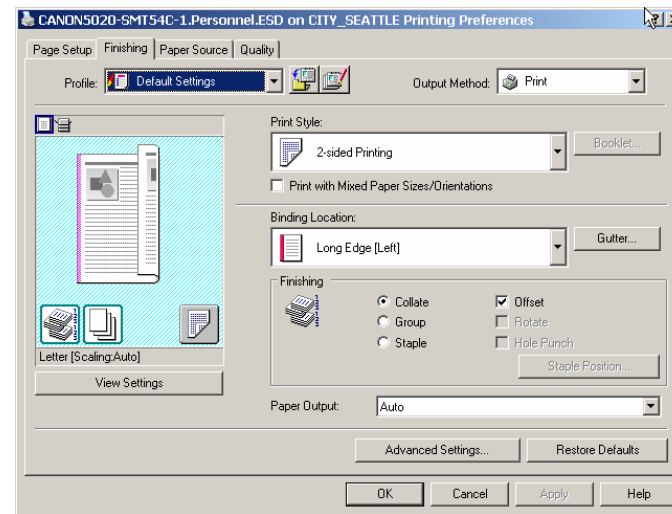 CANON5020-SMT54C-1.Personnel.ESD on CITY_SEATTLE Printing Preferences
Page Setup Finishing Paper Source Quality
Profile: Default Settings Output Method: Print
Print Style:
2-sided Printing Booklet...
Print with Mixed Paper Sizes/Orientations
Binding Location:
Long Edge [Left] Gutter...
Finishing
Collate Offset
Group Rotate
Staple Hole Punch
Staple Position...
Letter [Scaling:Auto]
View Settings
Paper Output: Auto
Advanced Settings... Restore Defaults
OK Cancel Apply Help